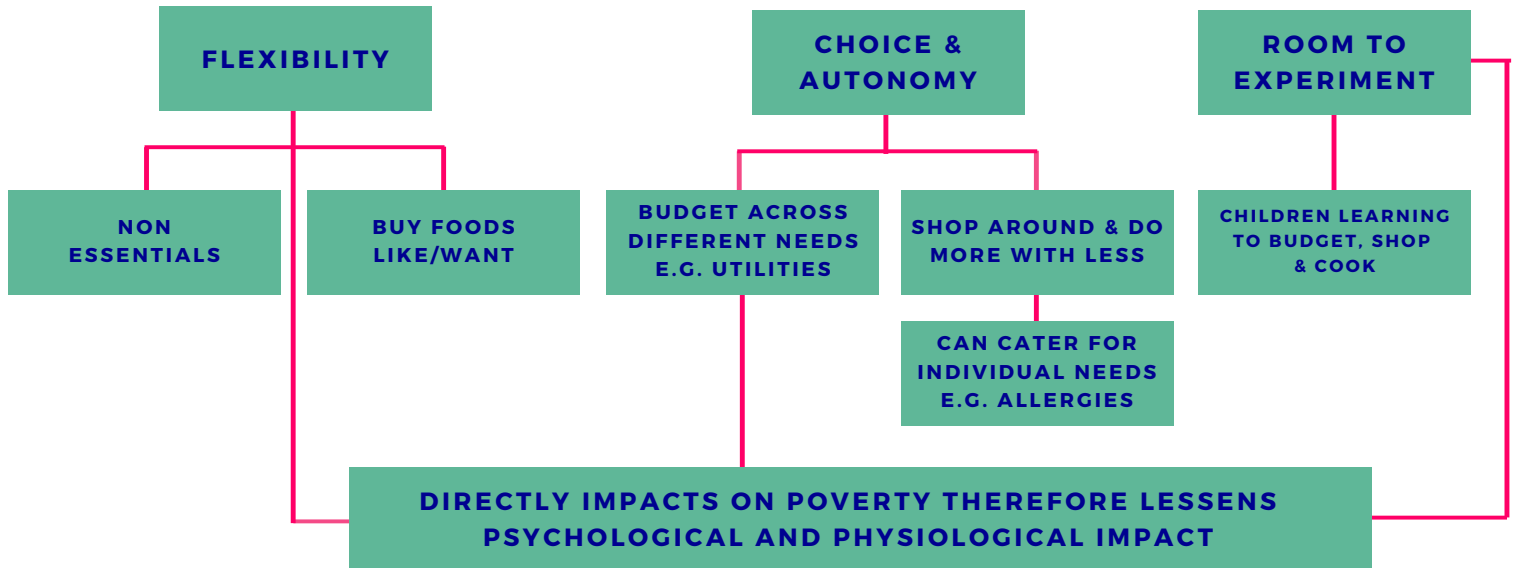 FLEXIBILITY
CHOICE &
AUTONOMY
ROOM TO
EXPERIMENT
NON
ESSENTIALS
BUY FOODS
LIKE/WANT
BUDGET ACROSS
DIFFERENT NEEDS
E.G. UTILITIES
SHOP AROUND & DO
MORE WITH LESS
CHILDREN LEARNING
TO BUDGET, SHOP
& COOK
CAN CATER FOR
INDIVIDUAL NEEDS
E.G. ALLERGIES
DIRECTLY IMPACTS ON POVERTY THEREFORE LESSENS
PSYCHOLOGICAL AND PHYSIOLOGICAL IMPACT